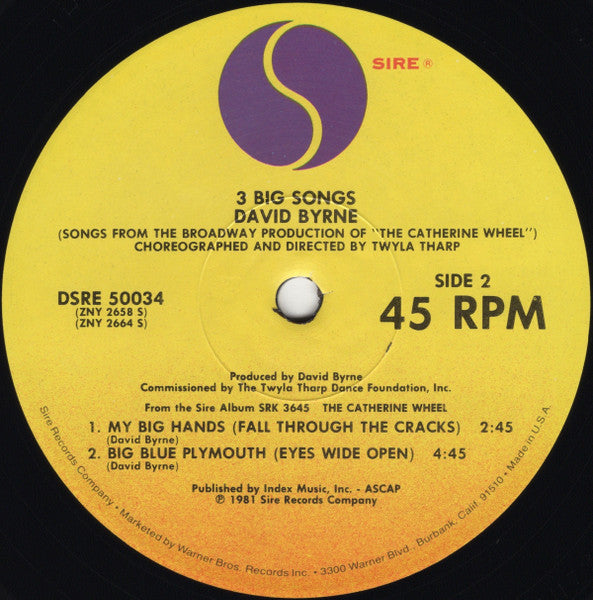 SIRE ®
3 BIG SONGS
DAVID BYRNE
(SONGS FROM THE BROADWAY PRODUCTION OF "THE CATHERINE WHEEL")
CHOREOGRAPHED AND DIRECTED BY TWYLA THARP
DSRE 50034
(ZNY 2658 S)
(ZNY 2664 S)
SIDE 2
45 RPM
Produced by David Byrne
Commissioned by The Twyla Tharp Dance Foundation, Inc.
From the Sire Album SRK 3645 THE CATHERINE WHEEL
1. MY BIG HANDS (FALL THROUGH THE CRACKS) 2:45
(David Byrne)
2. BIG BLUE PLYMOUTH (EYES WIDE OPEN) 4:45
(David Byrne)
Published by Index Music, Inc. - ASCAP
℗ 1981 Sire Records Company
Sire Records Company • Marketed by Warner Bros. Records Inc. • 3300 Warner Blvd., Burbank, Calif. 91510 • Made in U.S.A.